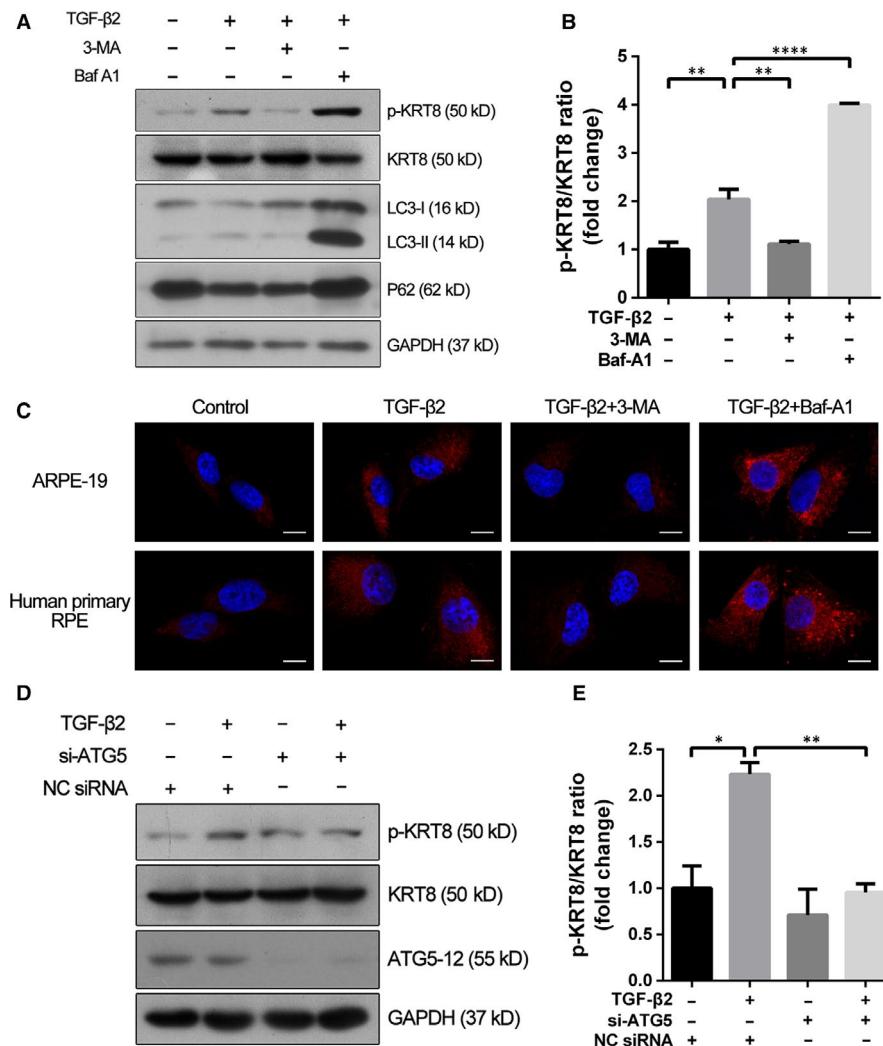 A
TGF-β2 – + + +
3-MA – – + –
Baf A1 – – – +
p-KRT8 (50 kD)
KRT8 (50 kD)
LC3-I (16 kD)
LC3-II (14 kD)
P62 (62 kD)
GAPDH (37 kD)
B
p-KRT8/KRT8 ratio
(fold change)
5
4
3
2
1
0
** ** ****
TGF-β2 – + + +
3-MA – – + –
Baf-A1 – – – +
C
Control TGF-β2 TGF-β2+3-MA TGF-β2+Baf-A1
ARPE-19
Human primary
RPE
D
TGF-β2 – + – +
si-ATG5 – – + +
NC siRNA + + – –
p-KRT8 (50 kD)
KRT8 (50 kD)
ATG5-12 (55 kD)
GAPDH (37 kD)
E
p-KRT8/KRT8 ratio
(fold change)
2.5
2.0
1.5
1.0
0.5
0.0
* **
TGF-β2 – + – +
si-ATG5 – – + +
NC siRNA + + – –